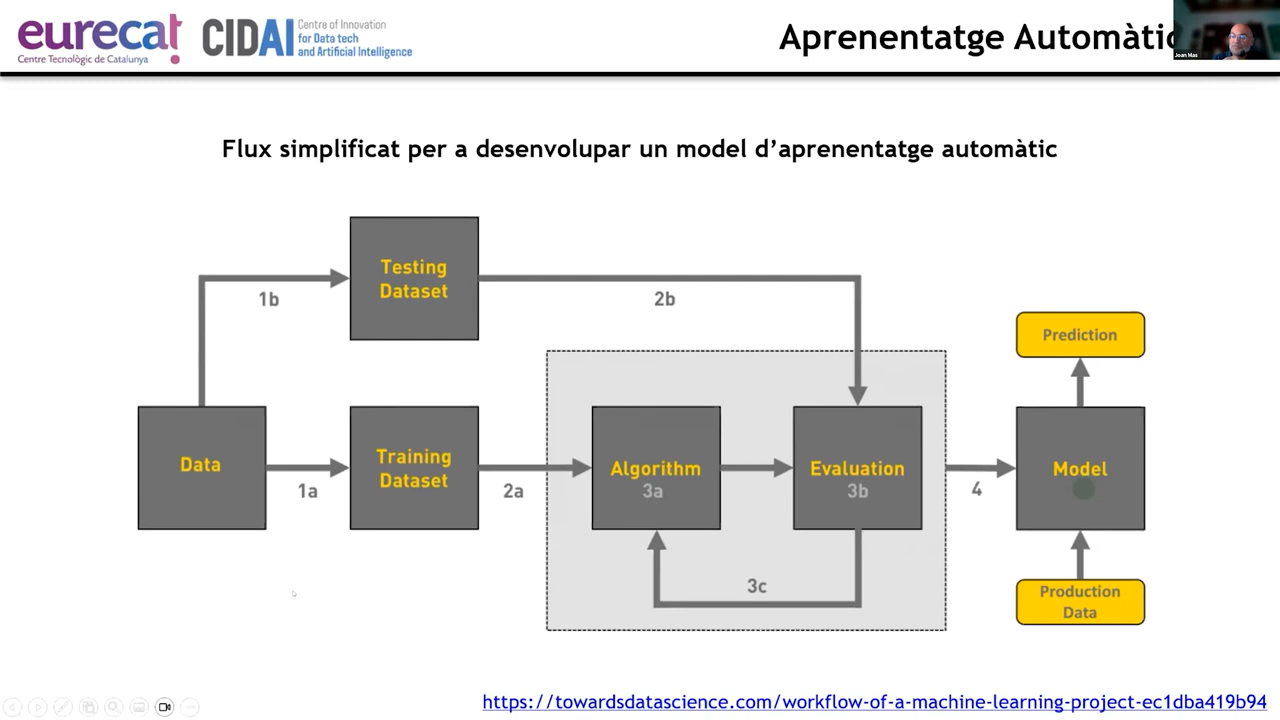 eurecat
Centre Tecnològic de Catalunya
CIDAI
Centre of Innovation
for Data tech
and Artificial Intelligence
Aprenentatge Automàtic
Joan Mas
Flux simplificat per a desenvolupar un model d’aprenentatge automàtic
Testing
Dataset
1b
2b
Prediction
Data
1a
Training
Dataset
2a
Algorithm
3a
Evaluation
3b
4
Model
3c
Production
Data
https://towardsdatascience.com/workflow-of-a-machine-learning-project-ec1dba419b94